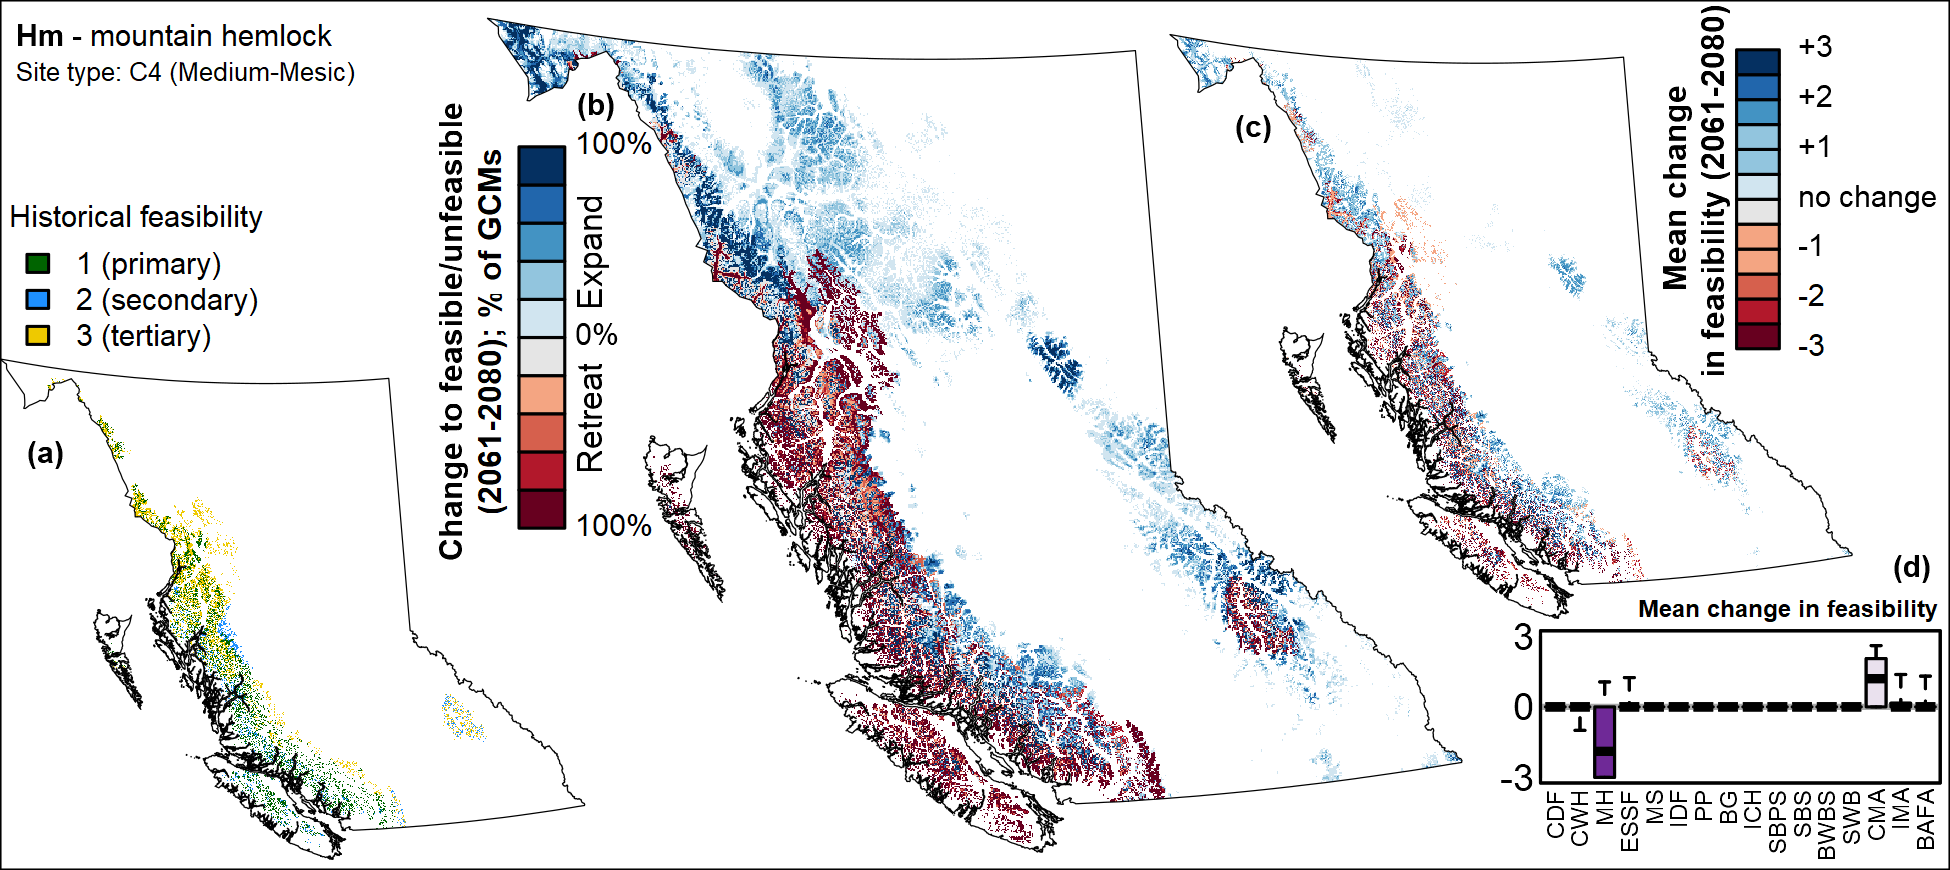 Hm - mountain hemlock
Site type: C4 (Medium-Mesic)
Historical feasibility
1 (primary)
2 (secondary)
3 (tertiary)
(a)
Change to feasible/unfeasible
(2061-2080); % of GCMs
100%
Expand
0%
Retreat
100%
(b)
(c)
Mean change
in feasibility (2061-2080)
+3
+2
+1
no change
-1
-2
-3
(d)
Mean change in feasibility
3
0
-3
CDF
CWH
MH
ESSF
MS
IDF
PP
BG
ICH
SBPS
SBS
BWBS
SWB
CMA
IMA
BAFA